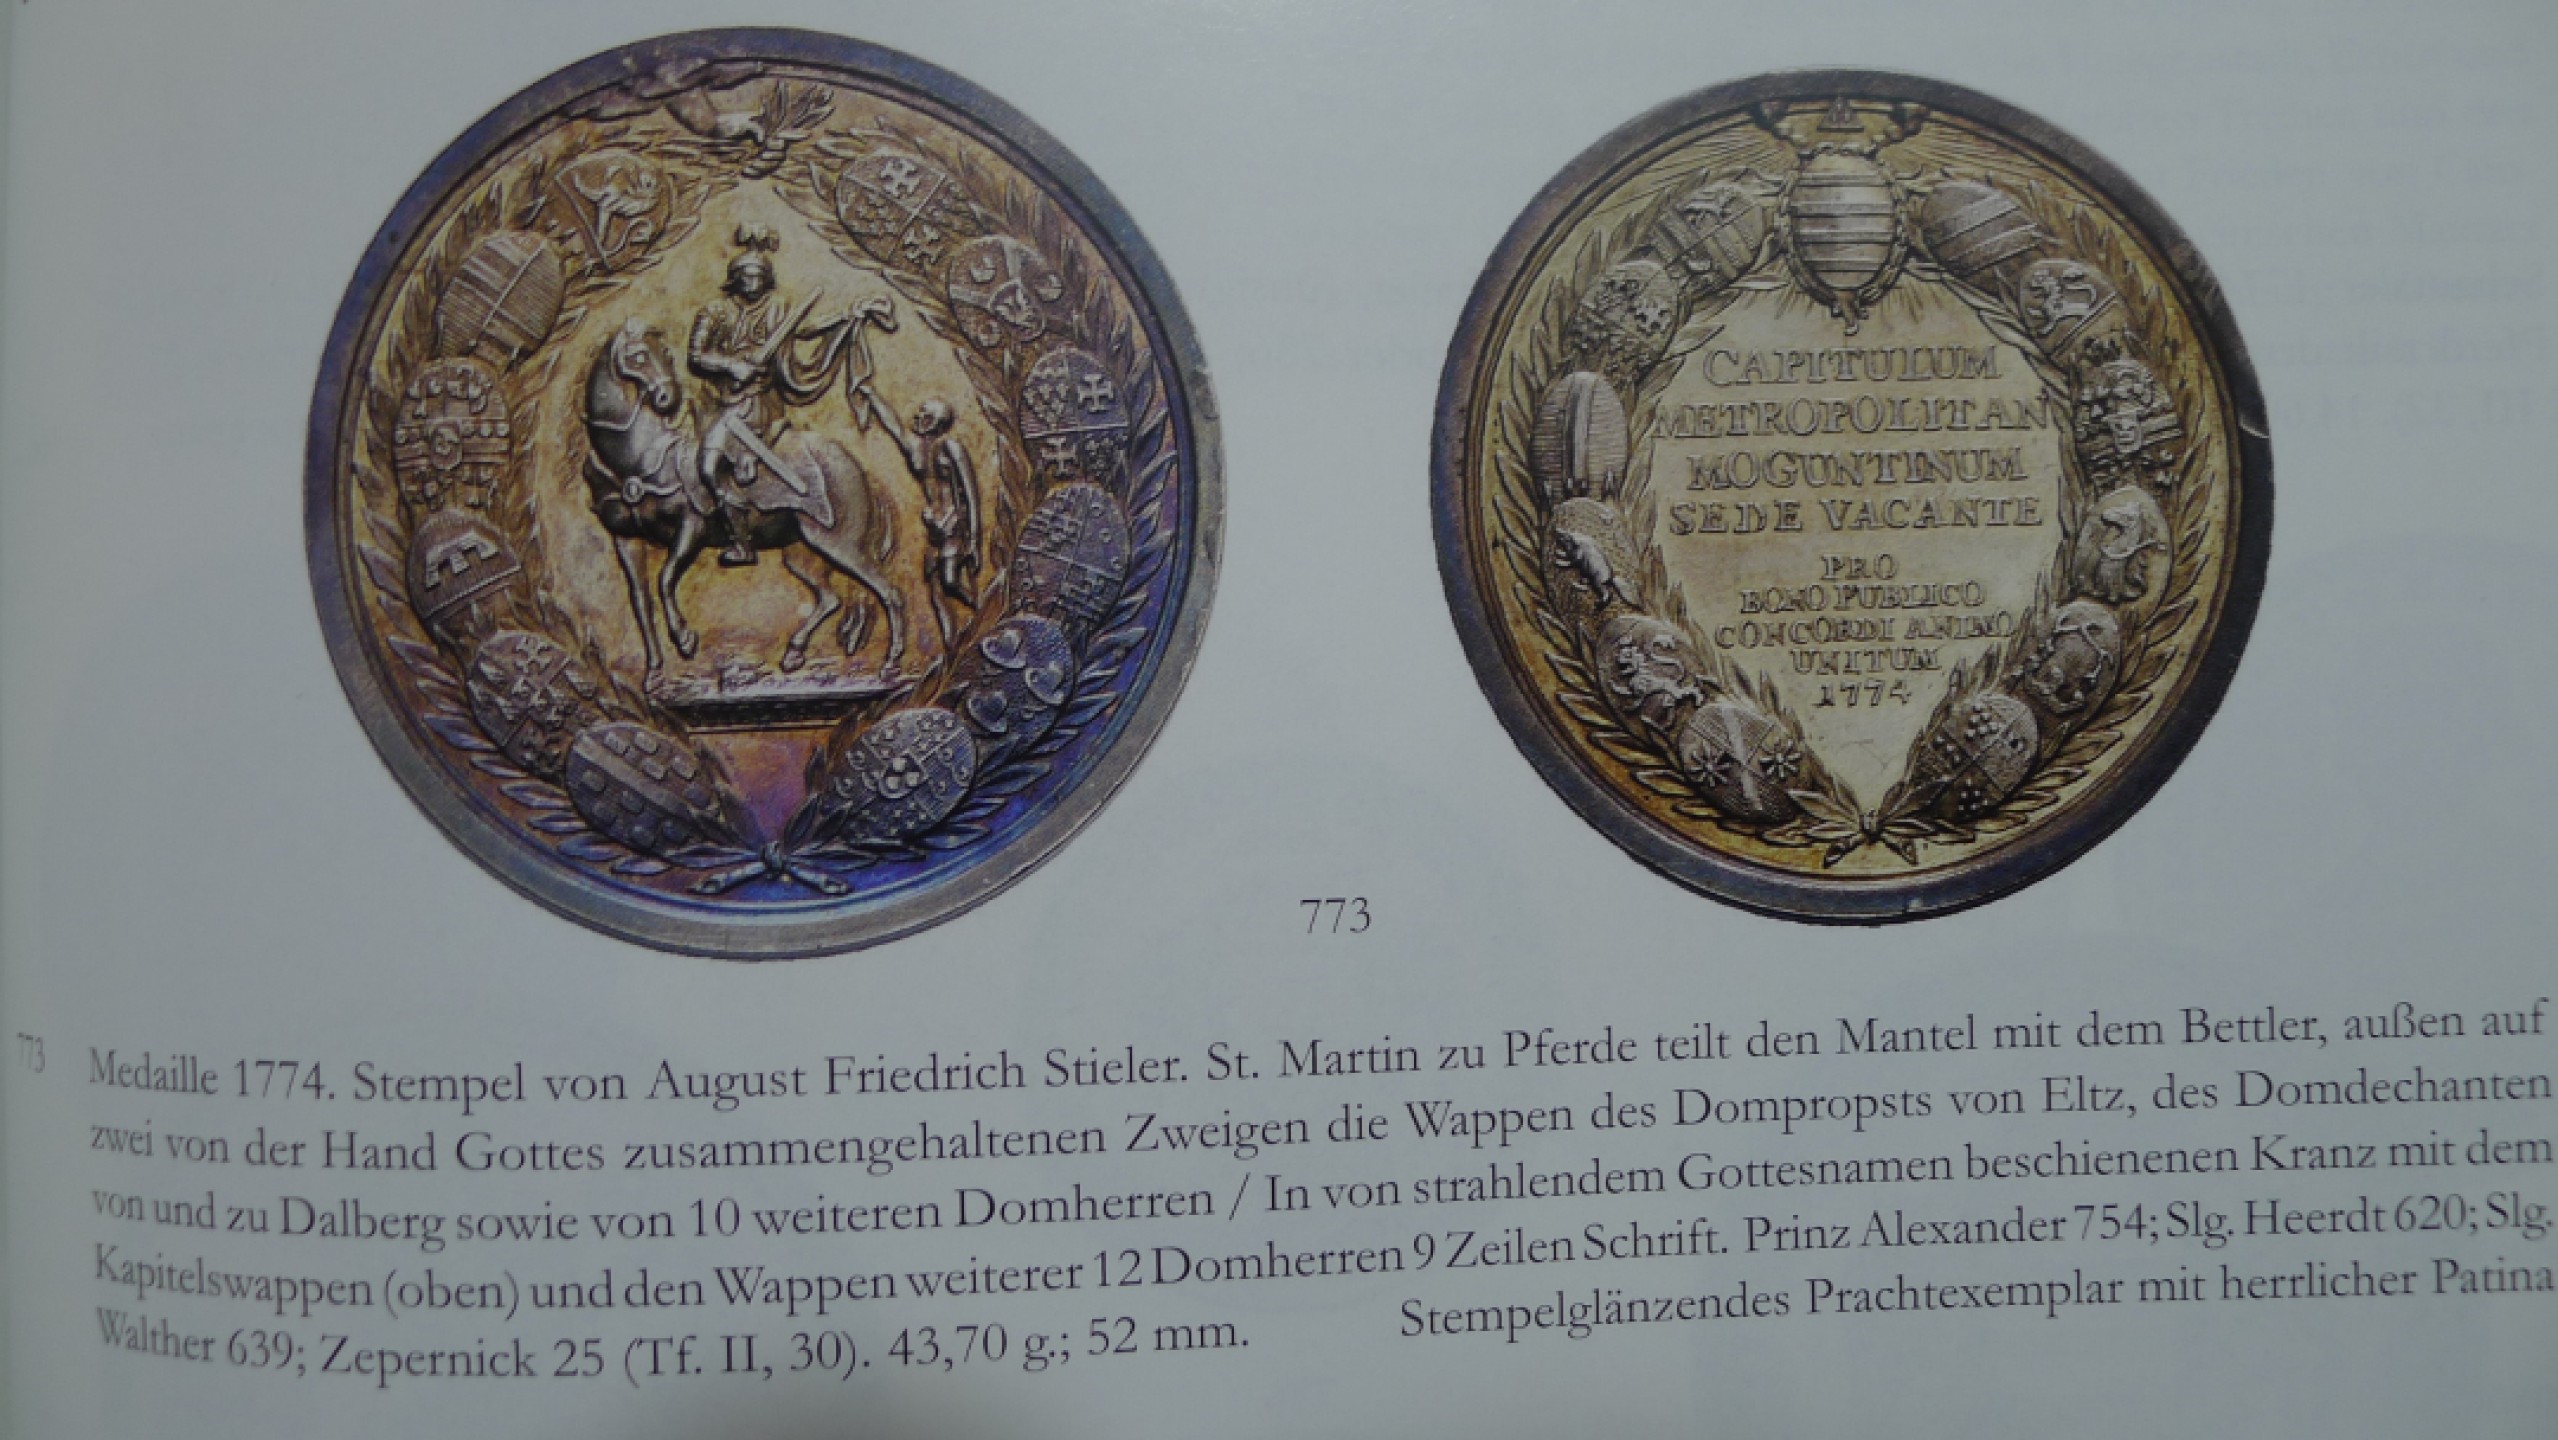 CAPITULUM
METROPOLITAN
MOGUNTINUM
SEDE VACANTE
PRO
BONO PUBLICO
CONCORDI ANIMO
UNITUM
1774
773
773 Medaille 1774. Stempel von August Friedrich Stieler. St. Martin zu Pferde teilt den Mantel mit dem Bettler, außen auf
zwei von der Hand Gottes zusammengehaltenen Zweigen die Wappen des Dompropsts von Eltz, des Domdechanten
von und zu Dalberg sowie von 10 weiteren Domherren / In von strahlendem Gottesnamen beschienenen Kranz mit dem
Kapitelswappen (oben) und den Wappen weiterer 12 Domherren 9 Zeilen Schrift. Prinz Alexander 754; Slg. Heerdt 620; Slg.
Walther 639; Zepernick 25 (Tf. II, 30). 43,70 g.; 52 mm. Stempelglänzendes Prachtexemplar mit herrlicher Patina